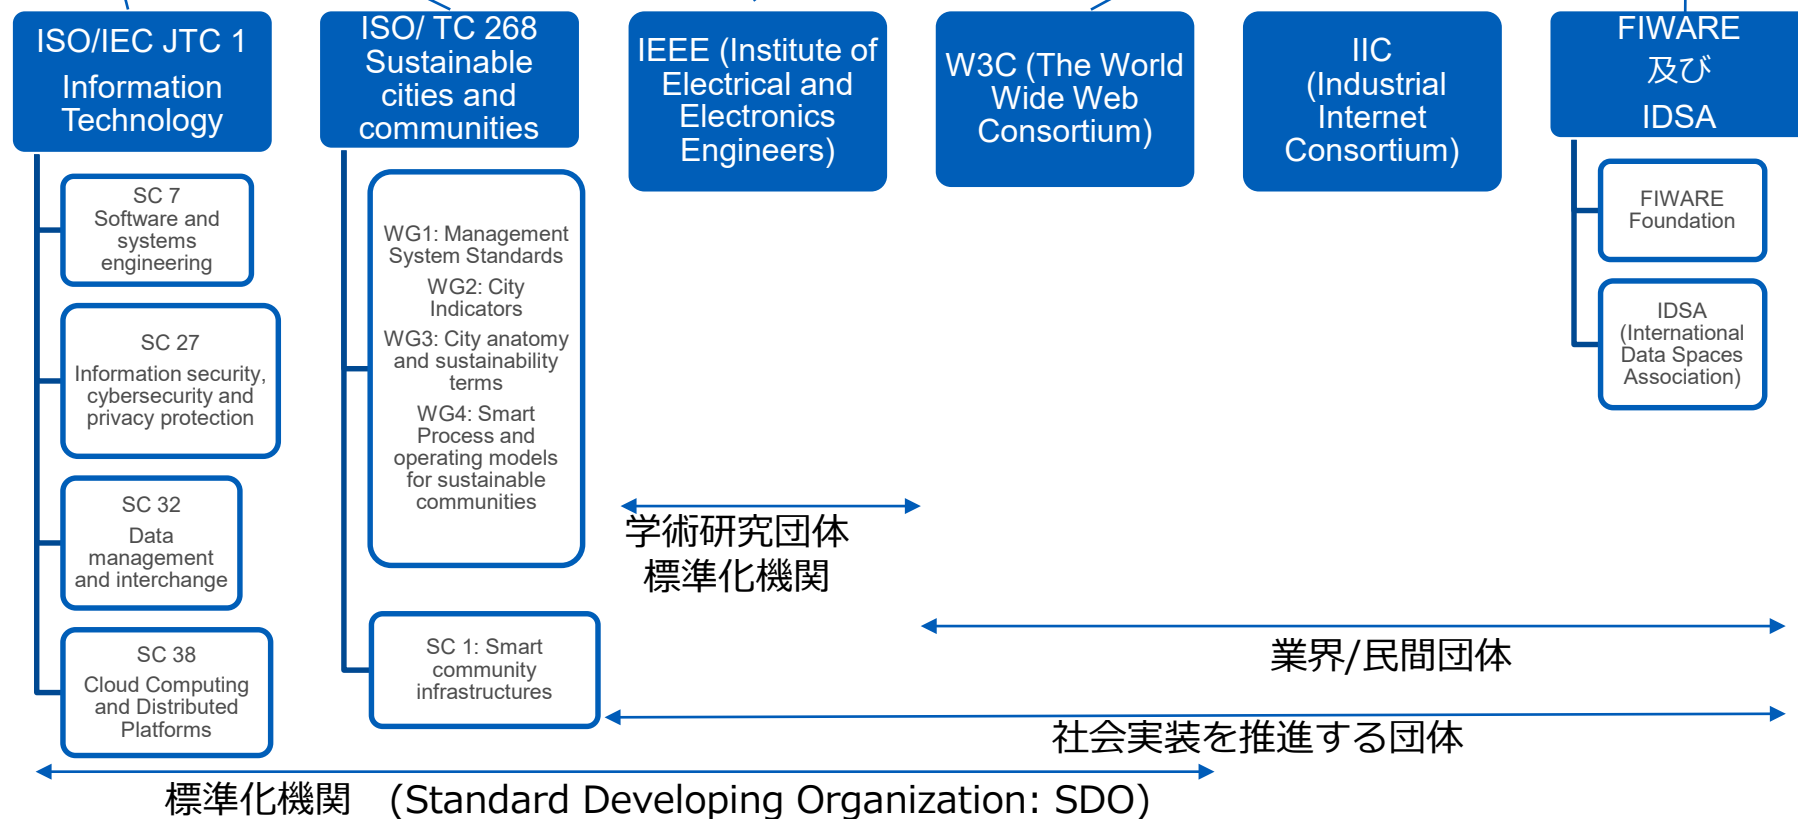 ISO/IEC JTC 1
Information
Technology
SC 7
Software and
systems
engineering
SC 27
Information security,
cybersecurity and
privacy protection
SC 32
Data
management
and interchange
SC 38
Cloud Computing
and Distributed
Platforms
ISO/ TC 268
Sustainable
cities and
communities
WG1: Management
System Standards
WG2: City
Indicators
WG3: City anatomy
and sustainability
terms
WG4: Smart
Process and
operating models
for sustainable
communities
SC 1: Smart
community
infrastructures
IEEE (Institute of
Electrical and
Electronics
Engineers)
W3C (The World
Wide Web
Consortium)
IIC
(Industrial
Internet
Consortium)
FIWARE
及び
IDSA
FIWARE
Foundation
IDSA
(International
Data Spaces
Association)
学術研究団体
標準化機関
業界/民間団体
社会実装を推進する団体
標準化機関　(Standard Developing Organization: SDO)